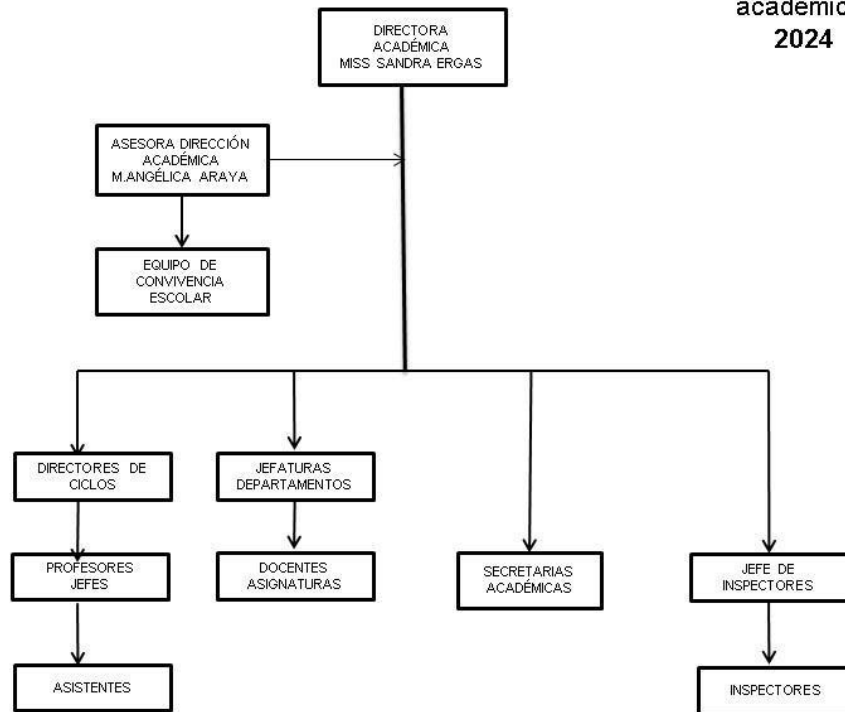 académic
2024
DIRECTORA
ACADÉMICA
MISS SANDRA ERGAS
ASESORA DIRECCIÓN
ACADÉMICA
M.ANGÉLICA ARAYA
EQUIPO DE
CONVIVENCIA
ESCOLAR
DIRECTORES DE
CICLOS
JEFATURAS
DEPARTAMENTOS
PROFESORES
JEFES
DOCENTES
ASIGNATURAS
SECRETARIAS
ACADÉMICAS
JEFE DE
INSPECTORES
ASISTENTES
INSPECTORES